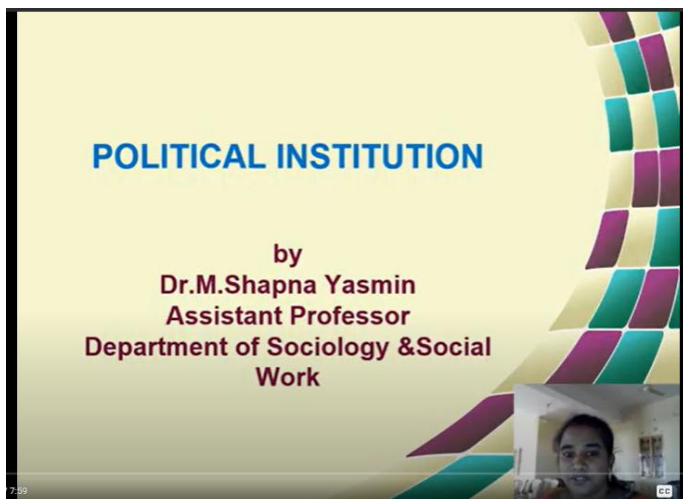 POLITICAL INSTITUTION
by
Dr.M.Shapna Yasmin
Assistant Professor
Department of Sociology &Social
Work
/ 7:59
CC